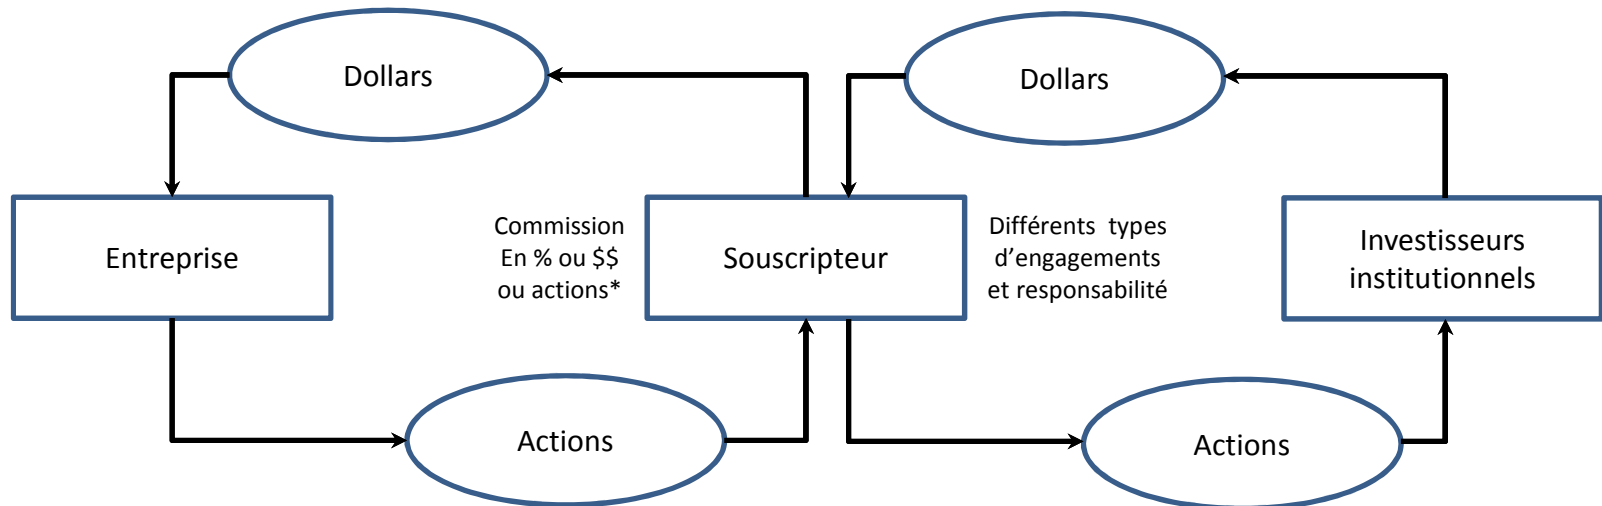 Dollars
Dollars
Entreprise
Commission
En % ou $$
ou actions*
Souscripteur
Différents types
d’engagements
et responsabilité
Investisseurs
institutionnels
Actions
Actions